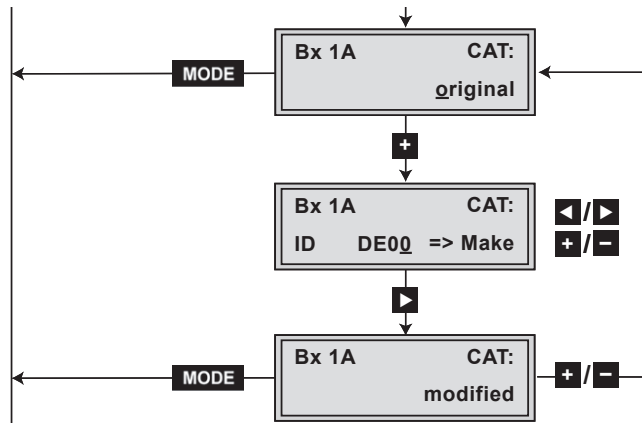 Bx 1A CAT:
MODE
original
+
Bx 1A CAT:
ID DE00 => Make
◄/►
+/−
►
Bx 1A CAT:
MODE
+/−
modified